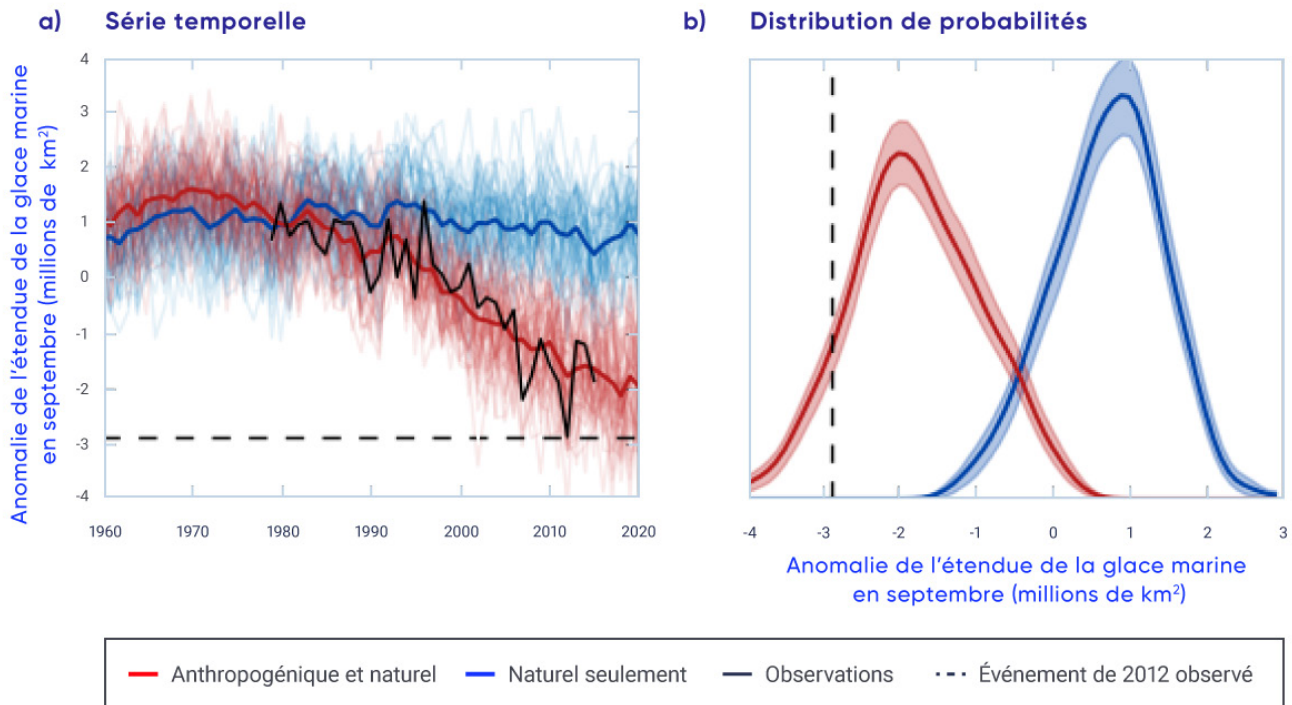 a) Série temporelle
Anomalie de l'étendue de la glace marine
en septembre (millions de km²)
4
3
2
1
0
-1
-2
-3
-4
1960 1970 1980 1990 2000 2010 2020
b) Distribution de probabilités
-4 -3 -2 -1 0 1 2 3
Anomalie de l'étendue de la glace marine
en septembre (millions de km²)
Anthropogénique et naturel Naturel seulement Observations Événement de 2012 observé